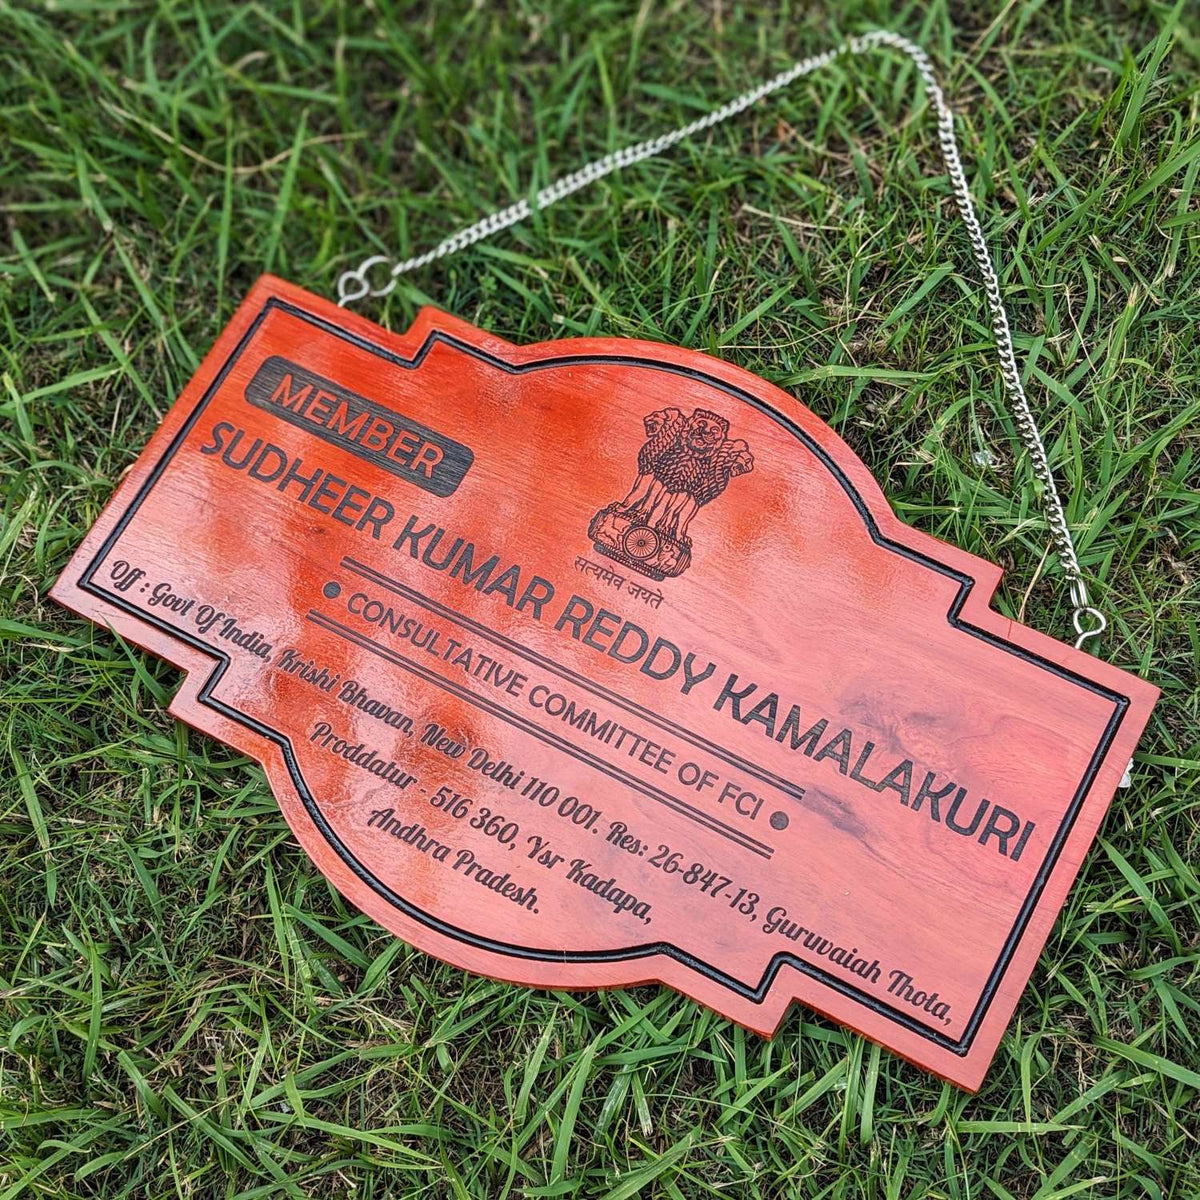 सत्यमेव जयते
MEMBER
SUDHEER KUMAR REDDY KAMALAKURI
• CONSULTATIVE COMMITTEE OF FCI •
Off : Govt Of India, Krishi Bhavan, New Delhi 110 001. Res: 26-847-13, Guruvaiah Thota,
Proddatur - 516 360, Ysr Kadapa,
Andhra Pradesh.